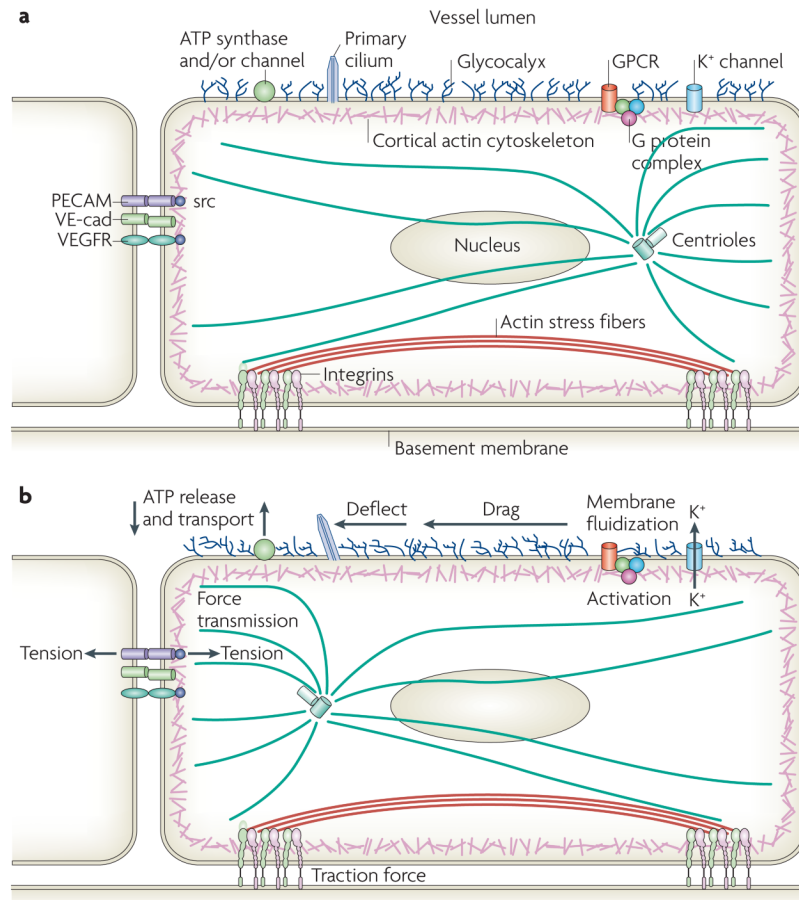 a
Vessel lumen
ATP synthase
and/or channel
Primary
cilium
Glycocalyx
GPCR
K⁺ channel
Cortical actin cytoskeleton
G protein
complex
PECAM
src
VE-cad
VEGFR
Nucleus
Centrioles
Actin stress fibers
Integrins
Basement membrane
b
ATP release
and transport
Deflect
Drag
Membrane
fluidization
K⁺
Activation
K⁺
Force
transmission
Tension
Tension
Traction force